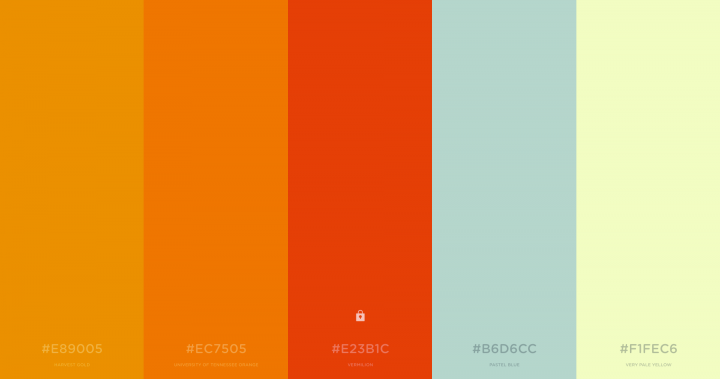 #E89005
#EC7505
#E23B1C
#B6D6CC
#F1FEC6
HARVEST GOLD
UNIVERSITY OF TENNESSEE ORANGE
VERMILION
PASTEL BLUE
VERY PALE YELLOW